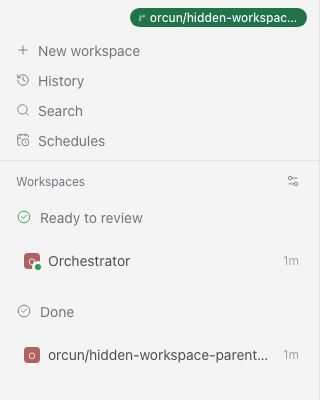 orcun/hidden-workspac...
New workspace
History
Search
Schedules
Workspaces
Ready to review
O Orchestrator 1m
Done
O orcun/hidden-workspace-parent... 1m